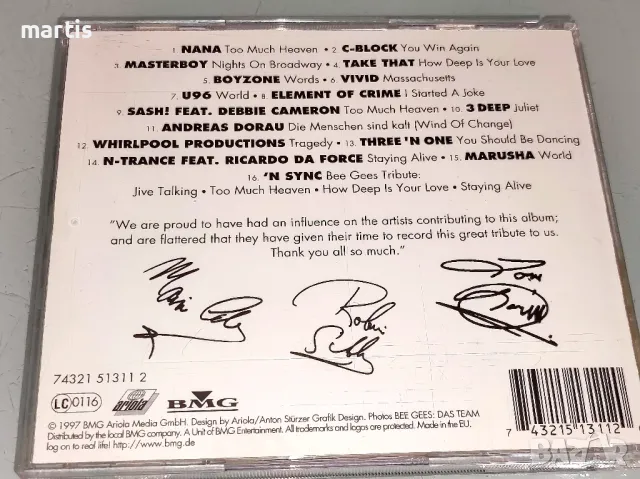 matis
1. NANA Too Much Heaven • 2. C-BLOCK You Win Again
3. MASTERBOY Nights On Broadway • 4. TAKE THAT How Deep Is Your Love
5. BOYZONE Words • 6. VIVID Massachusetts
7. U96 World • 8. ELEMENT OF CRIME I Started A Joke
9. SASH! FEAT. DEBBIE CAMERON Too Much Heaven • 10. 3 DEEP Juliet
11. ANDREAS DORAU Die Menschen sind kalt (Wind Of Change)
12. WHIRLPOOL PRODUCTIONS Tragedy • 13. THREE 'N ONE You Should Be Dancing
14. N-TRANCE FEAT. RICARDO DA FORCE Staying Alive • 15. MARUSHA World
16. 'N SYNC Bee Gees Tribute:
Jive Talking • Too Much Heaven • How Deep Is Your Love • Staying Alive
"We are proud to have had an influence on the artists contributing to this album;
and are flattered that they have given their time to record this great tribute to us.
Thank you all so much."
74321 51311 2
LC 0116 ariola BMG
© 1997 BMG Ariola Media GmbH. Design by Ariola/Anton Stürzer Grafik Design. Photos BEE GEES: DAS TEAM
Distributed by the local BMG company. A Unit of BMG Entertainment. All trademarks and logos are protected. Made in the EU.
log on to real life! http://www.bmg.de
7 43215 13112